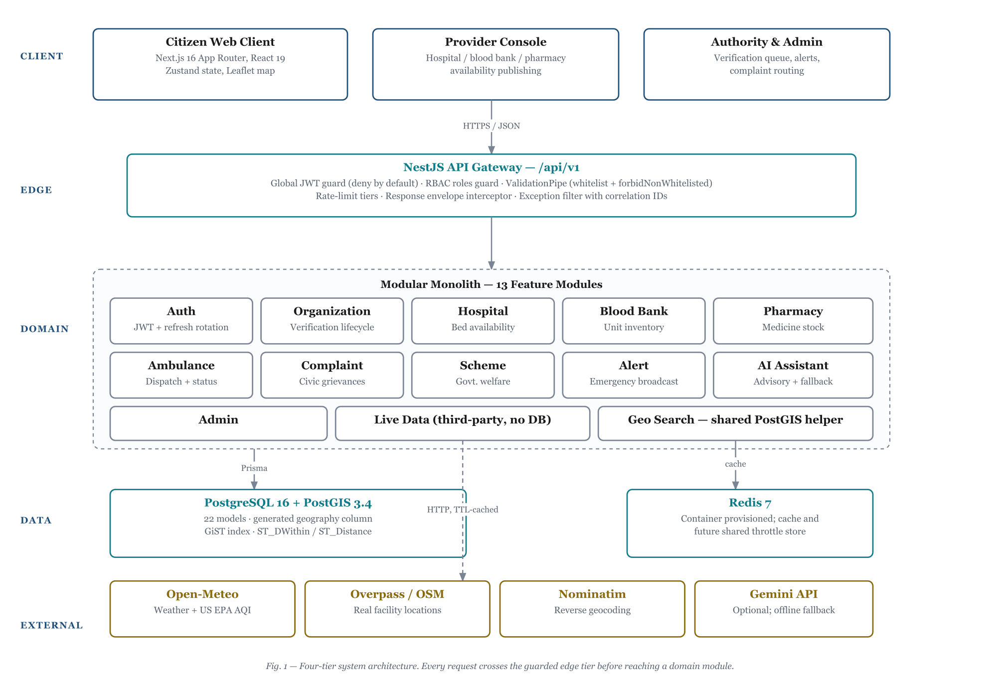 CLIENT
Citizen Web Client
Next.js 16 App Router, React 19
Zustand state, Leaflet map
Provider Console
Hospital / blood bank / pharmacy
availability publishing
Authority & Admin
Verification queue, alerts,
complaint routing
HTTPS / JSON
EDGE
NestJS API Gateway — /api/v1
Global JWT guard (deny by default) · RBAC roles guard · ValidationPipe (whitelist + forbidNonWhitelisted)
Rate-limit tiers · Response envelope interceptor · Exception filter with correlation IDs
DOMAIN
Modular Monolith — 13 Feature Modules
Auth
JWT + refresh rotation
Organization
Verification lifecycle
Hospital
Bed availability
Blood Bank
Unit inventory
Pharmacy
Medicine stock
Ambulance
Dispatch + status
Complaint
Civic grievances
Scheme
Govt. welfare
Alert
Emergency broadcast
AI Assistant
Advisory + fallback
Admin
Live Data (third-party, no DB)
Geo Search — shared PostGIS helper
Prisma
cache
DATA
PostgreSQL 16 + PostGIS 3.4
22 models · generated geography column
GiST index · ST_DWithin / ST_Distance
HTTP, TTL-cached
Redis 7
Container provisioned; cache and
future shared throttle store
EXTERNAL
Open-Meteo
Weather + US EPA AQI
Overpass / OSM
Real facility locations
Nominatim
Reverse geocoding
Gemini API
Optional; offline fallback
Fig. 1 — Four-tier system architecture. Every request crosses the guarded edge tier before reaching a domain module.